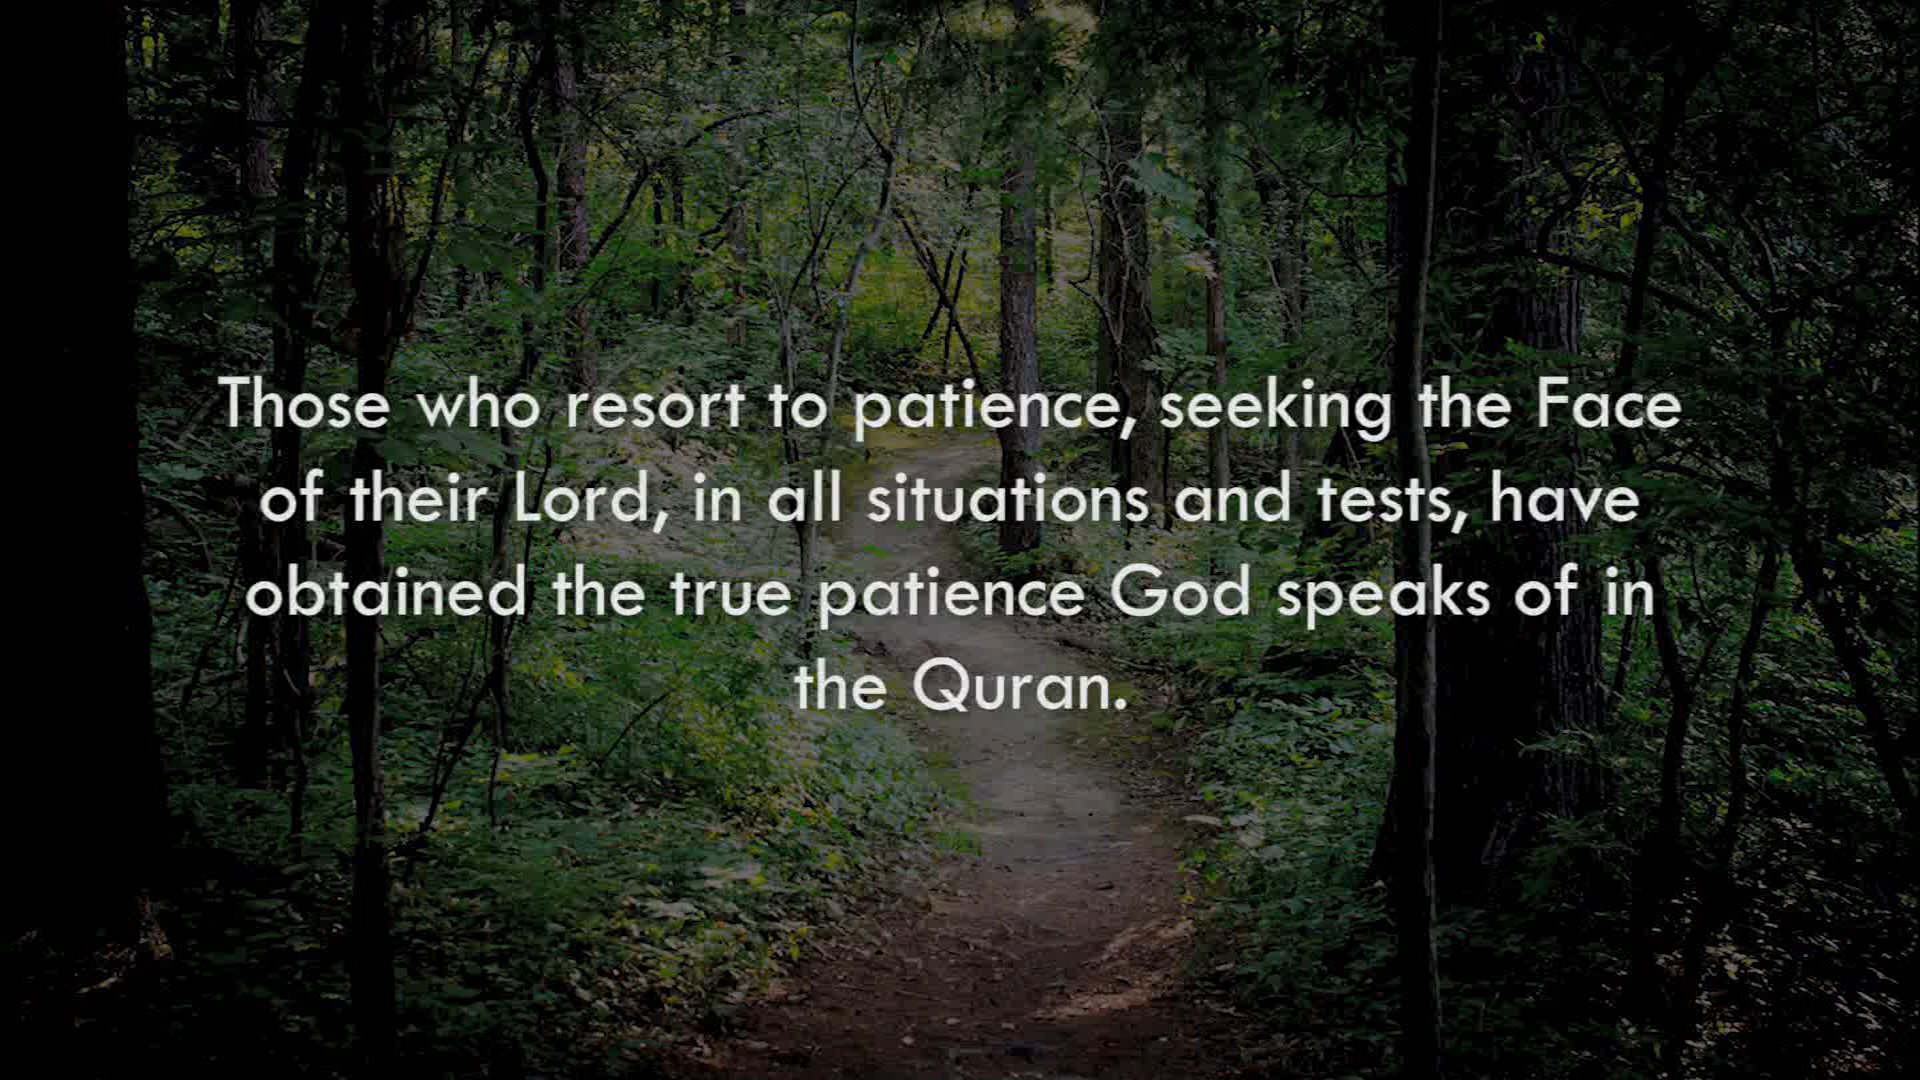 Those who resort to patience, seeking the Face
of their Lord, in all situations and tests, have
obtained the true patience God speaks of in
the Quran.